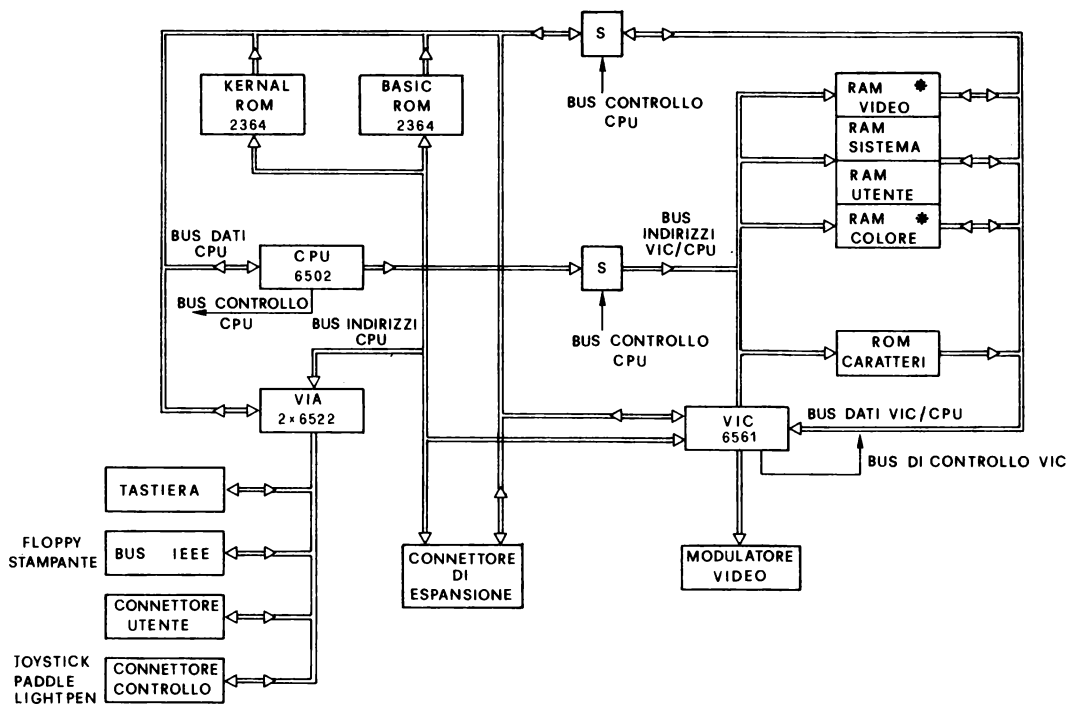 S
KERNAL
ROM
2364
BASIC
ROM
2364
BUS CONTROLLO
CPU
RAM *
VIDEO
RAM
SISTEMA
RAM
UTENTE
RAM *
COLORE
BUS DATI
CPU
CPU
6502
BUS CONTROLLO
CPU
BUS INDIRIZZI
CPU
S
BUS
INDIRIZZI
VIC/CPU
BUS CONTROLLO
CPU
ROM
CARATTERI
VIA
2 × 6522
VIC
6561
BUS DATI VIC/CPU
BUS DI CONTROLLO VIC
TASTIERA
FLOPPY
STAMPANTE
BUS IEEE
CONNETTORE
UTENTE
JOYSTICK
PADDLE
LIGHTPEN
CONNETTORE
CONTROLLO
CONNETTORE
DI
ESPANSIONE
MODULATORE
VIDEO